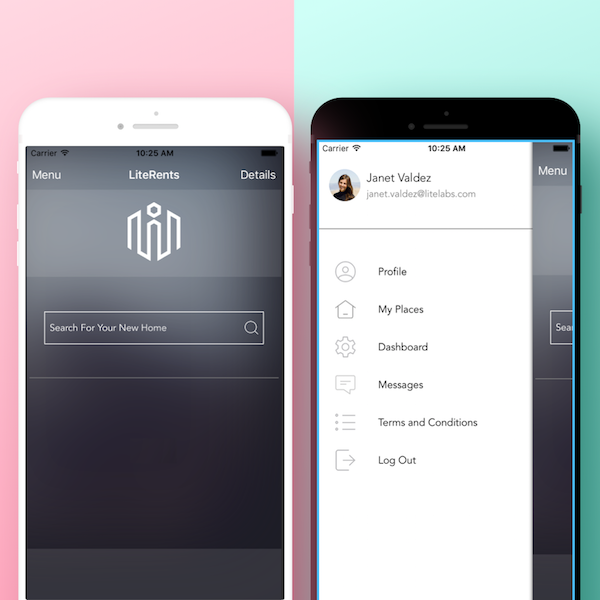 Carrier 10:25 AM
Menu LiteRents Details
Search For Your New Home
Carrier 10:25 AM
Janet Valdez
janet.valdez@litelabs.com
Menu
Profile
My Places
Sea
Dashboard
Messages
Terms and Conditions
Log Out